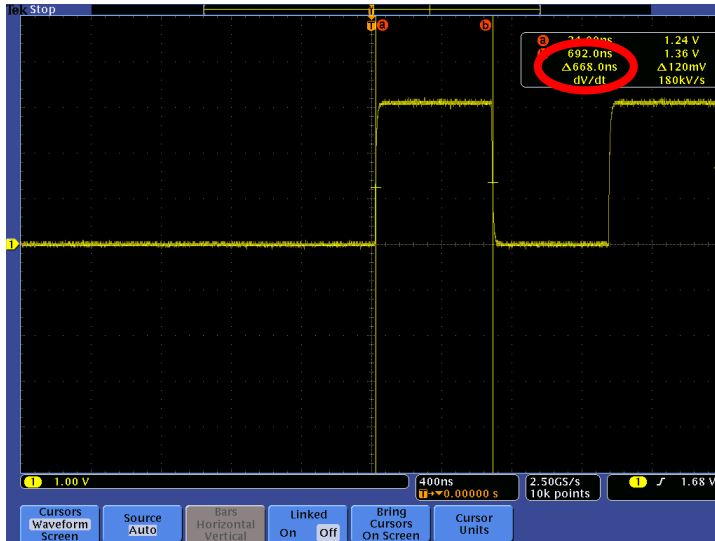 Tek Stop
T
T a b
a 24.00ns 1.24 V
692.0ns 1.36 V
Δ668.0ns Δ120mV
dV/dt 180kV/s
1
1 1.00 V
400ns 2.50GS/s 1 1.68 V
T→▼0.00000 s 10k points
Cursors
Waveform
Screen
Source
Auto
Bars
Horizontal
Vertical
Linked
On Off
Bring
Cursors
On Screen
Cursor
Units